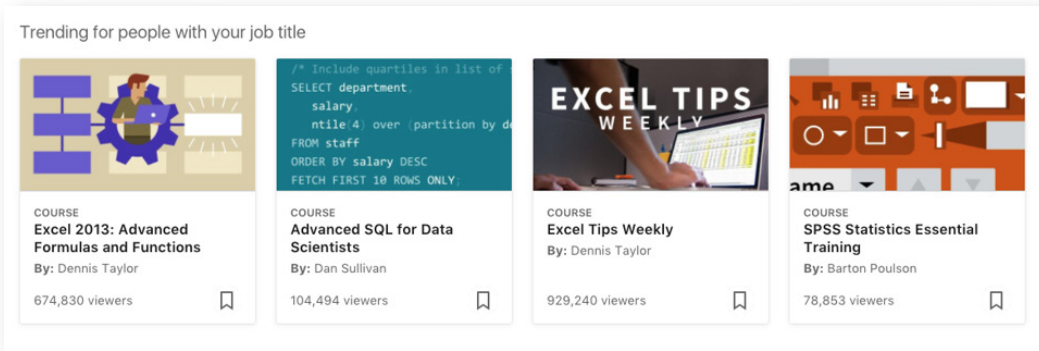 Trending for people with your job title
/* Include quartiles in list of
SELECT department,
salary,
ntile(4) over (partition by
FROM staff
ORDER BY salary DESC
FETCH FIRST 10 ROWS ONLY;
EXCEL TIPS
WEEKLY
ame
COURSE
Excel 2013: Advanced
Formulas and Functions
By: Dennis Taylor
674,830 viewers
COURSE
Advanced SQL for Data
Scientists
By: Dan Sullivan
104,494 viewers
COURSE
Excel Tips Weekly
By: Dennis Taylor
929,240 viewers
COURSE
SPSS Statistics Essential
Training
By: Barton Poulson
78,853 viewers